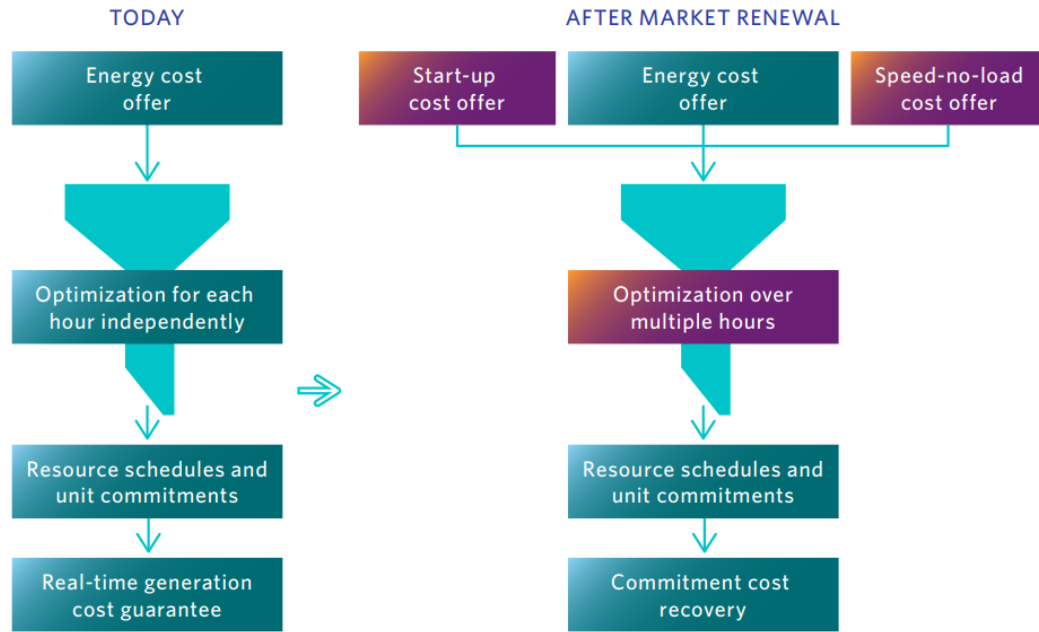 TODAY
Energy cost
offer
Optimization for each
hour independently
Resource schedules and
unit commitments
Real-time generation
cost guarantee
AFTER MARKET RENEWAL
Start-up
cost offer
Energy cost
offer
Speed-no-load
cost offer
Optimization over
multiple hours
Resource schedules and
unit commitments
Commitment cost
recovery